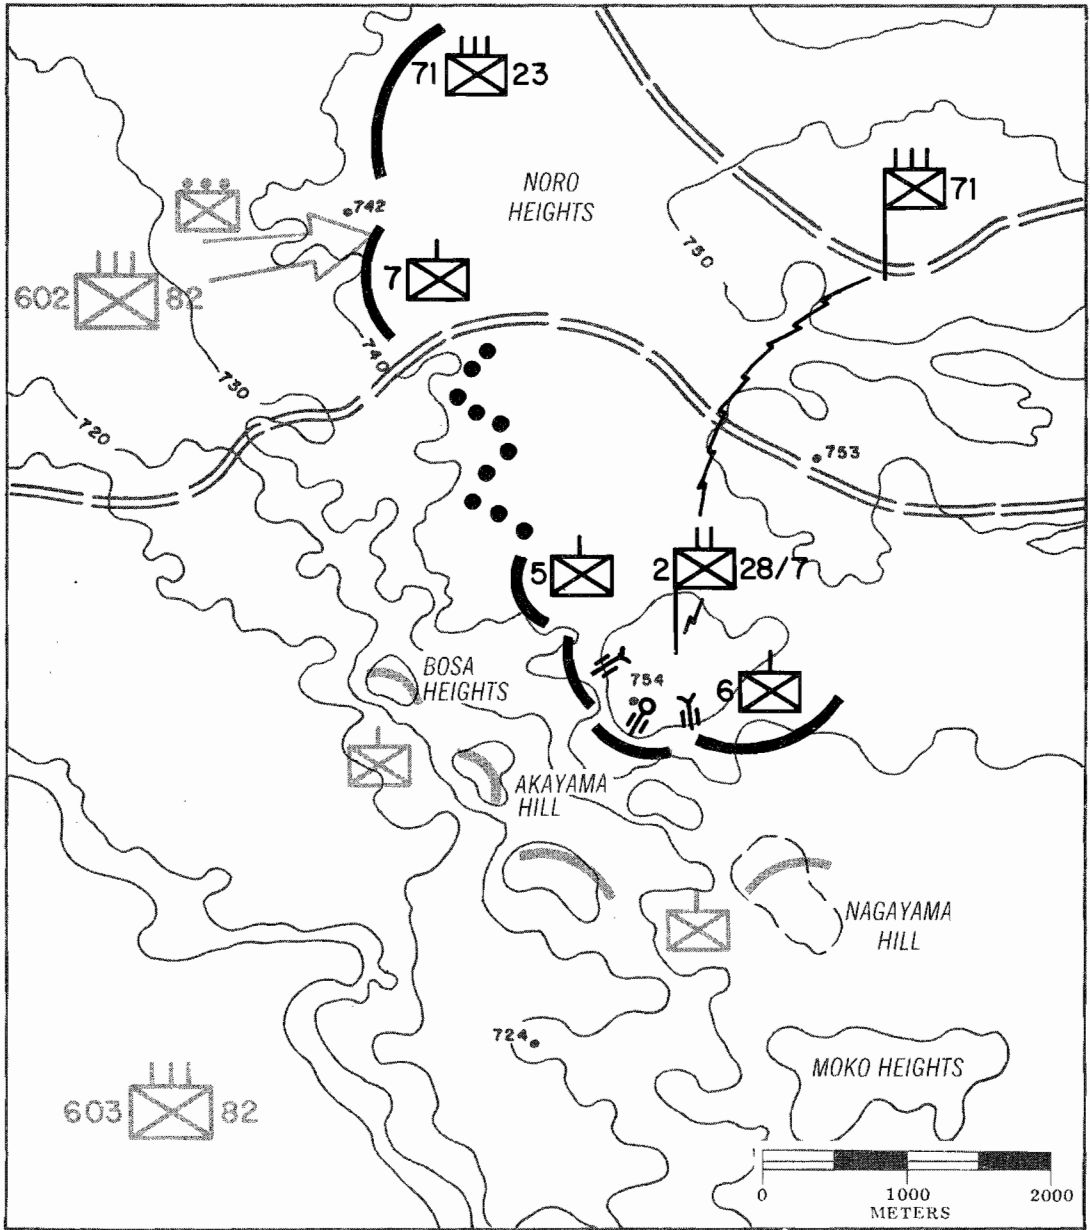 71 23
NORO
HEIGHTS
71
742
750
602 82
7
740
730
720
753
5
2 28/7
BOSA
HEIGHTS
754
6
AKAYAMA
HILL
NAGAYAMA
HILL
724
MOKO HEIGHTS
603 82
0 1000 2000
METERS